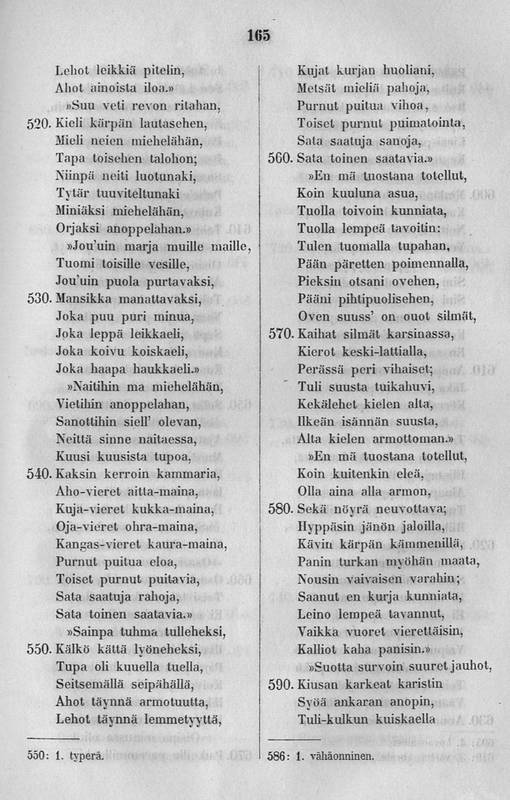 165
Lehot leikkiä pitelin,
Ahot ainoista iloa.»
»Suu veti revon ritahan,
520. Kieli kärpän lautasehen,
Mieli neien miehelähän,
Tapa toisehen talohon;
Niinpä neiti luotunaki,
Tytär tuuviteltunaki
Miniäksi miehelähän,
Orjaksi anoppelahan.»
»Jou'uin marja muille maille,
Tuomi toisille vesille,
Jou'uin puola purtavaksi,
530. Mansikka manattavaksi,
Joka puu puri minua,
Joka leppä leikkaeli,
Joka koivu koiskaeli,
Joka haapa haukkaeli.»
»Naitihin ma miehelähän,
Vietihin anoppelahan,
Sanottihin siell' olevan,
Neittä sinne naitaessa,
Kuusi kuusista tupoa,
540. Kaksin kerroin kammaria,
Aho-vieret aitta-maina,
Kuja-vieret kukka-maina,
Oja-vieret ohra-maina,
Kangas-vieret kaura-maina,
Purnut puitua eloa,
Toiset purnut puitavia,
Sata saatuja rahoja,
Sata toinen saatavia.»
»Sainpa tuhma tulleheksi,
550. Kälkö kättä lyöneheksi,
Tupa oli kuuella tuella,
Seitsemällä seipähällä,
Ahot täynnä armotuutta,
Lehot täynnä lemmetyyttä,
550: 1. typerä.
Kujat kurjan huoliani,
Metsät mieliä pahoja,
Purnut puitua vihoa,
Toiset purnut puimatointa,
Sata saatuja sanoja,
560. Sata toinen saatavia.»
»En mä tuostana totellut,
Koin kuuluna asua,
Tuolla toivoin kunniata,
Tuolla lempeä tavoitin:
Tulen tuomalla tupahan,
Pään päretten poimennalla,
Pieksin otsani ovehen,
Pääni pihtipuolisehen,
Oven suuss' on ouot silmät,
570. Kaihat silmät karsinassa,
Kierot keski-lattialla,
Perässä peri vihaiset;
Tuli suusta tuikahuvi,
Kekälehet kielen alta,
Ilkeän isännän suusta,
Alta kielen armottoman.»
»En mä tuostana totellut,
Koin kuitenkin eleä,
Olla aina alla armon,
580. Sekä nöyrä neuvottava;
Hyppäsin jänön jaloilla,
Kävin kärpän kämmenillä,
Panin turkan myöhän maata,
Nousin vaivaisen varahin;
Saanut en kurja kunniata,
Leino lempeä tavannut,
Vaikka vuoret vierettäisin,
Kalliot kaha panisin.»
»Suotta survoin suuret jauhot,
590. Kiusan karkeat karistin
Syöä ankaran anopin,
Tuli-kulkun kuiskaella
586: 1. vähäonninen.